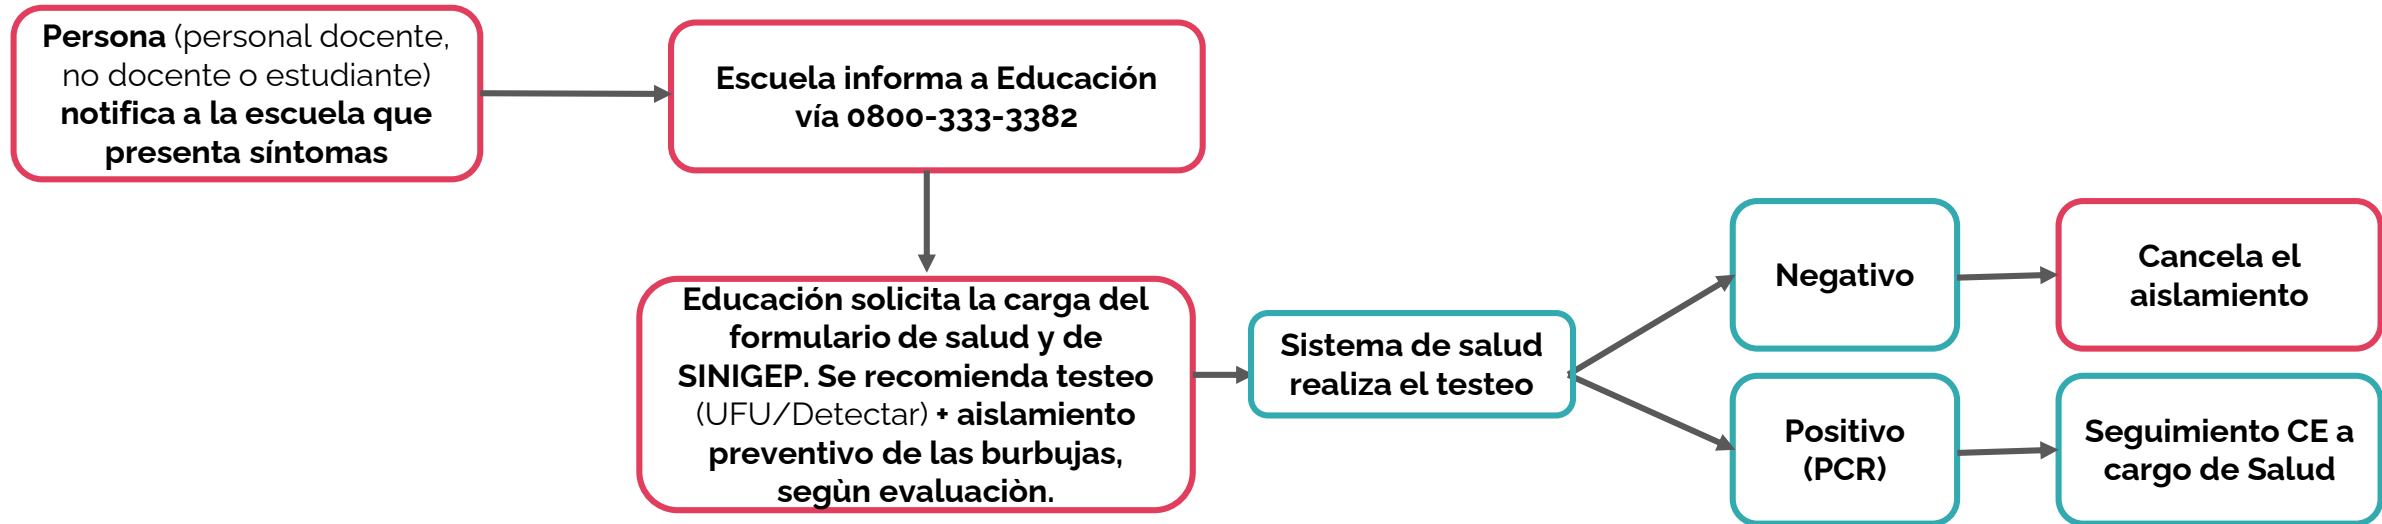 Persona (personal docente,
no docente o estudiante)
notifica a la escuela que
presenta síntomas
Escuela informa a Educación
vía 0800-333-3382
Educación solicita la carga del
formulario de salud y de
SINIGEP. Se recomienda testeo
(UFU/Detectar) + aislamiento
preventivo de las burbujas,
segùn evaluaciòn.
Sistema de salud
realiza el testeo
Negativo
Cancela el
aislamiento
Positivo
(PCR)
Seguimiento CE a
cargo de Salud